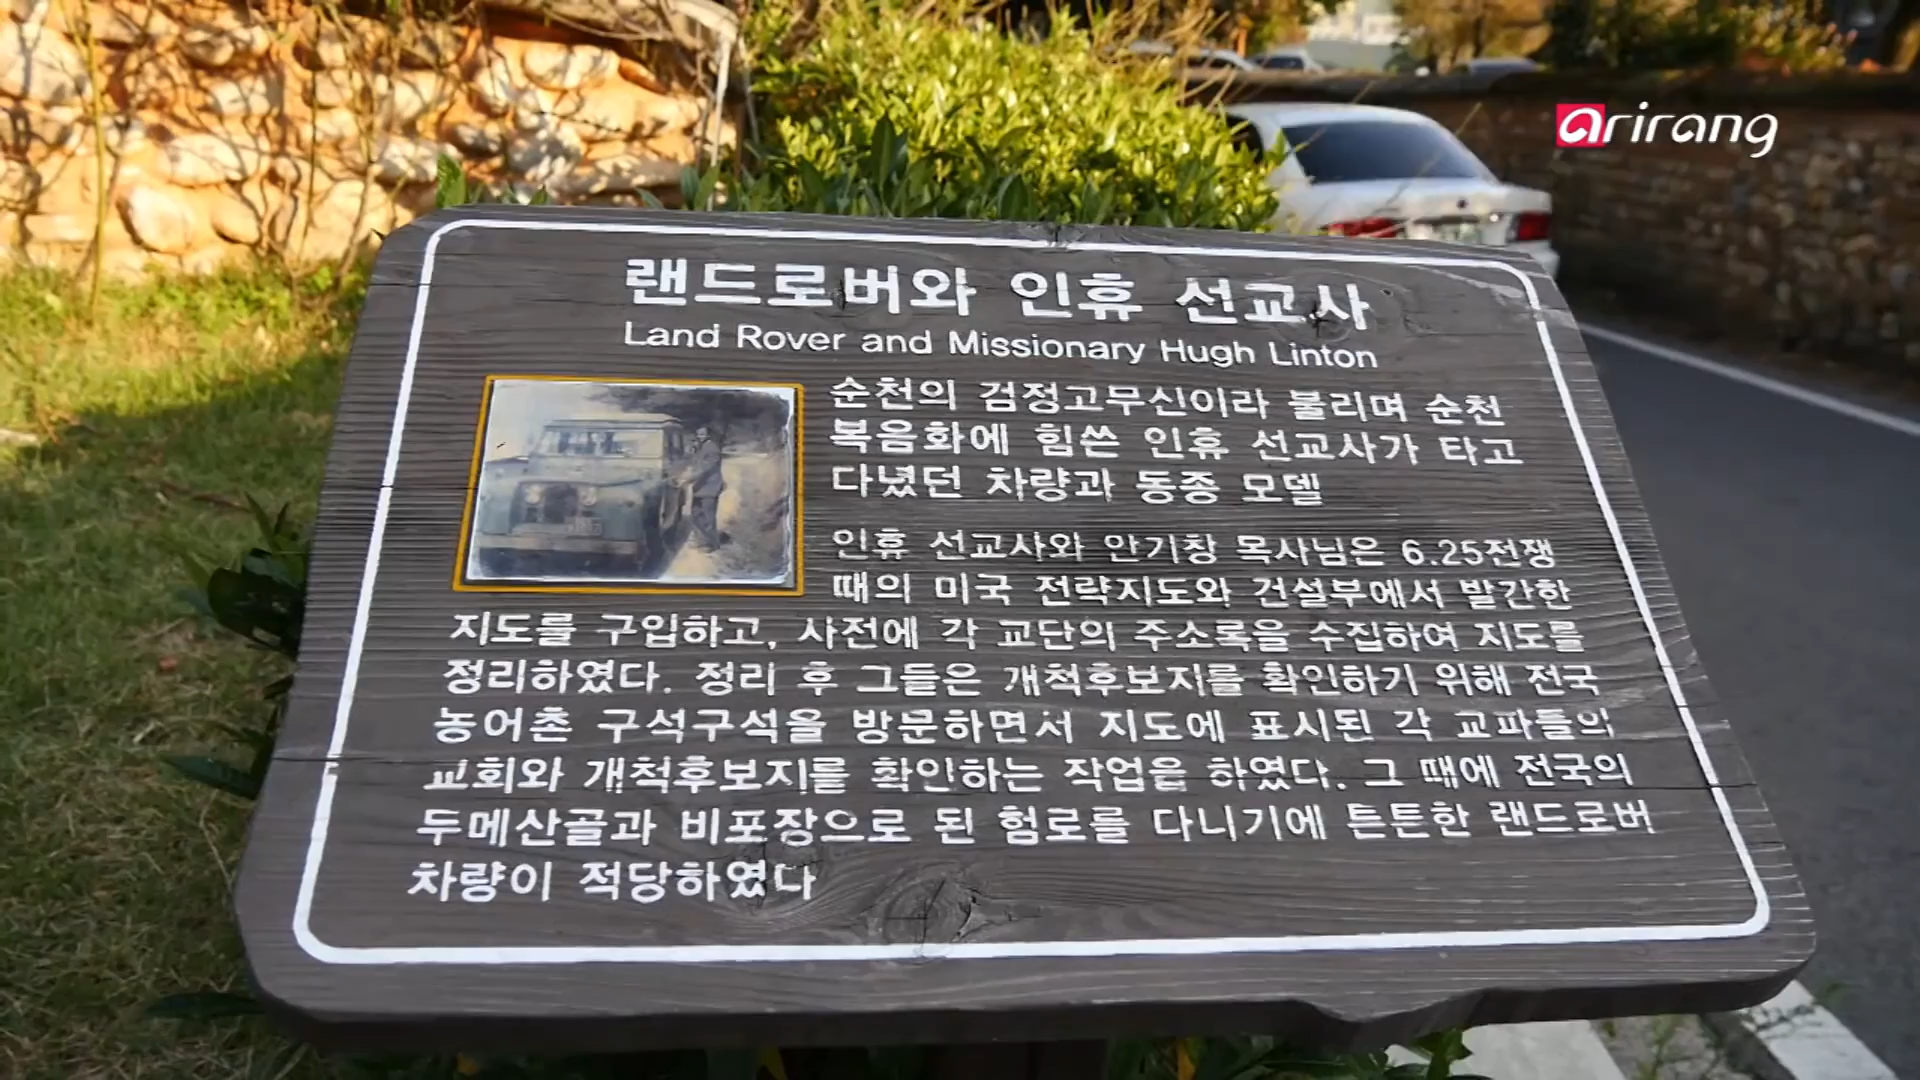 arirang
랜드로버와 인휴 선교사
Land Rover and Missionary Hugh Linton
순천의 검정고무신이라 불리며 순천
복음화에 힘쓴 인휴 선교사가 타고
다녔던 차량과 동종 모델
인휴 선교사와 안기창 목사님은 6.25전쟁
때의 미국 전략지도와 건설부에서 발간한
지도를 구입하고, 사전에 각 교단의 주소록을 수집하여 지도를
정리하였다. 정리 후 그들은 개척후보지를 확인하기 위해 전국
농어촌 구석구석을 방문하면서 지도에 표시된 각 교파들의
교회와 개척후보지를 확인하는 작업을 하였다. 그 때에 전국의
두메산골과 비포장으로 된 험로를 다니기에 튼튼한 랜드로버
차량이 적당하였다